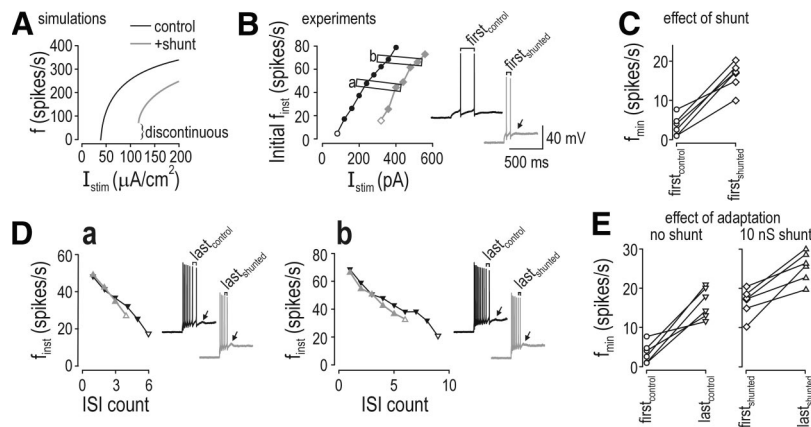 A simulations
control
+shunt
f (spikes/s)
400
300
200
100
0
discontinuous
0 50 100 150 200
I_stim (µA/cm²)
B experiments
Initial f_inst (spikes/s)
80
60
40
20
0
b
a
0 200 400 600
I_stim (pA)
first_control
first_shunted
40 mV
500 ms
C effect of shunt
f_min (spikes/s)
20
10
0
first_control
first_shunted
D a
f_inst (spikes/s)
60
40
20
0
0 3 6
ISI count
last_control
last_shunted
b
f_inst (spikes/s)
80
60
40
20
0
0 3 6 9 10
ISI count
last_control
last_shunted
E effect of adaptation
no shunt 10 nS shunt
f_min (spikes/s)
30
20
10
0
first_control
last_control
first_shunted
last_shunted